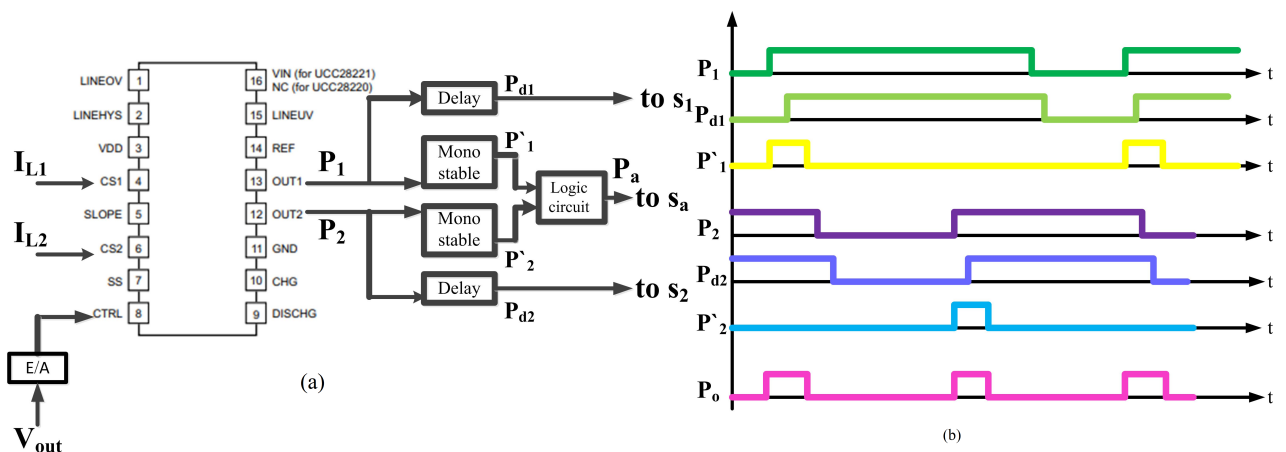 LINEOV 1
LINEHYS 2
VDD 3
CS1 4
SLOPE 5
CS2 6
SS 7
CTRL 8
16 VIN (for UCC28221)
NC (for UCC28220)
15 LINEUV
14 REF
13 OUT1
12 OUT2
11 GND
10 CHG
9 DISCHG
I_L1
I_L2
E/A
V_out
P_1
P_2
Delay
P_d1
to s_1
Mono
stable
P`_1
Logic
circuit
P_a
to s_a
Mono
stable
P`_2
Delay
P_d2
to s_2
(a)
P_1 t
P_d1 t
P`_1 t
P_2 t
P_d2 t
P`_2 t
P_o t
(b)